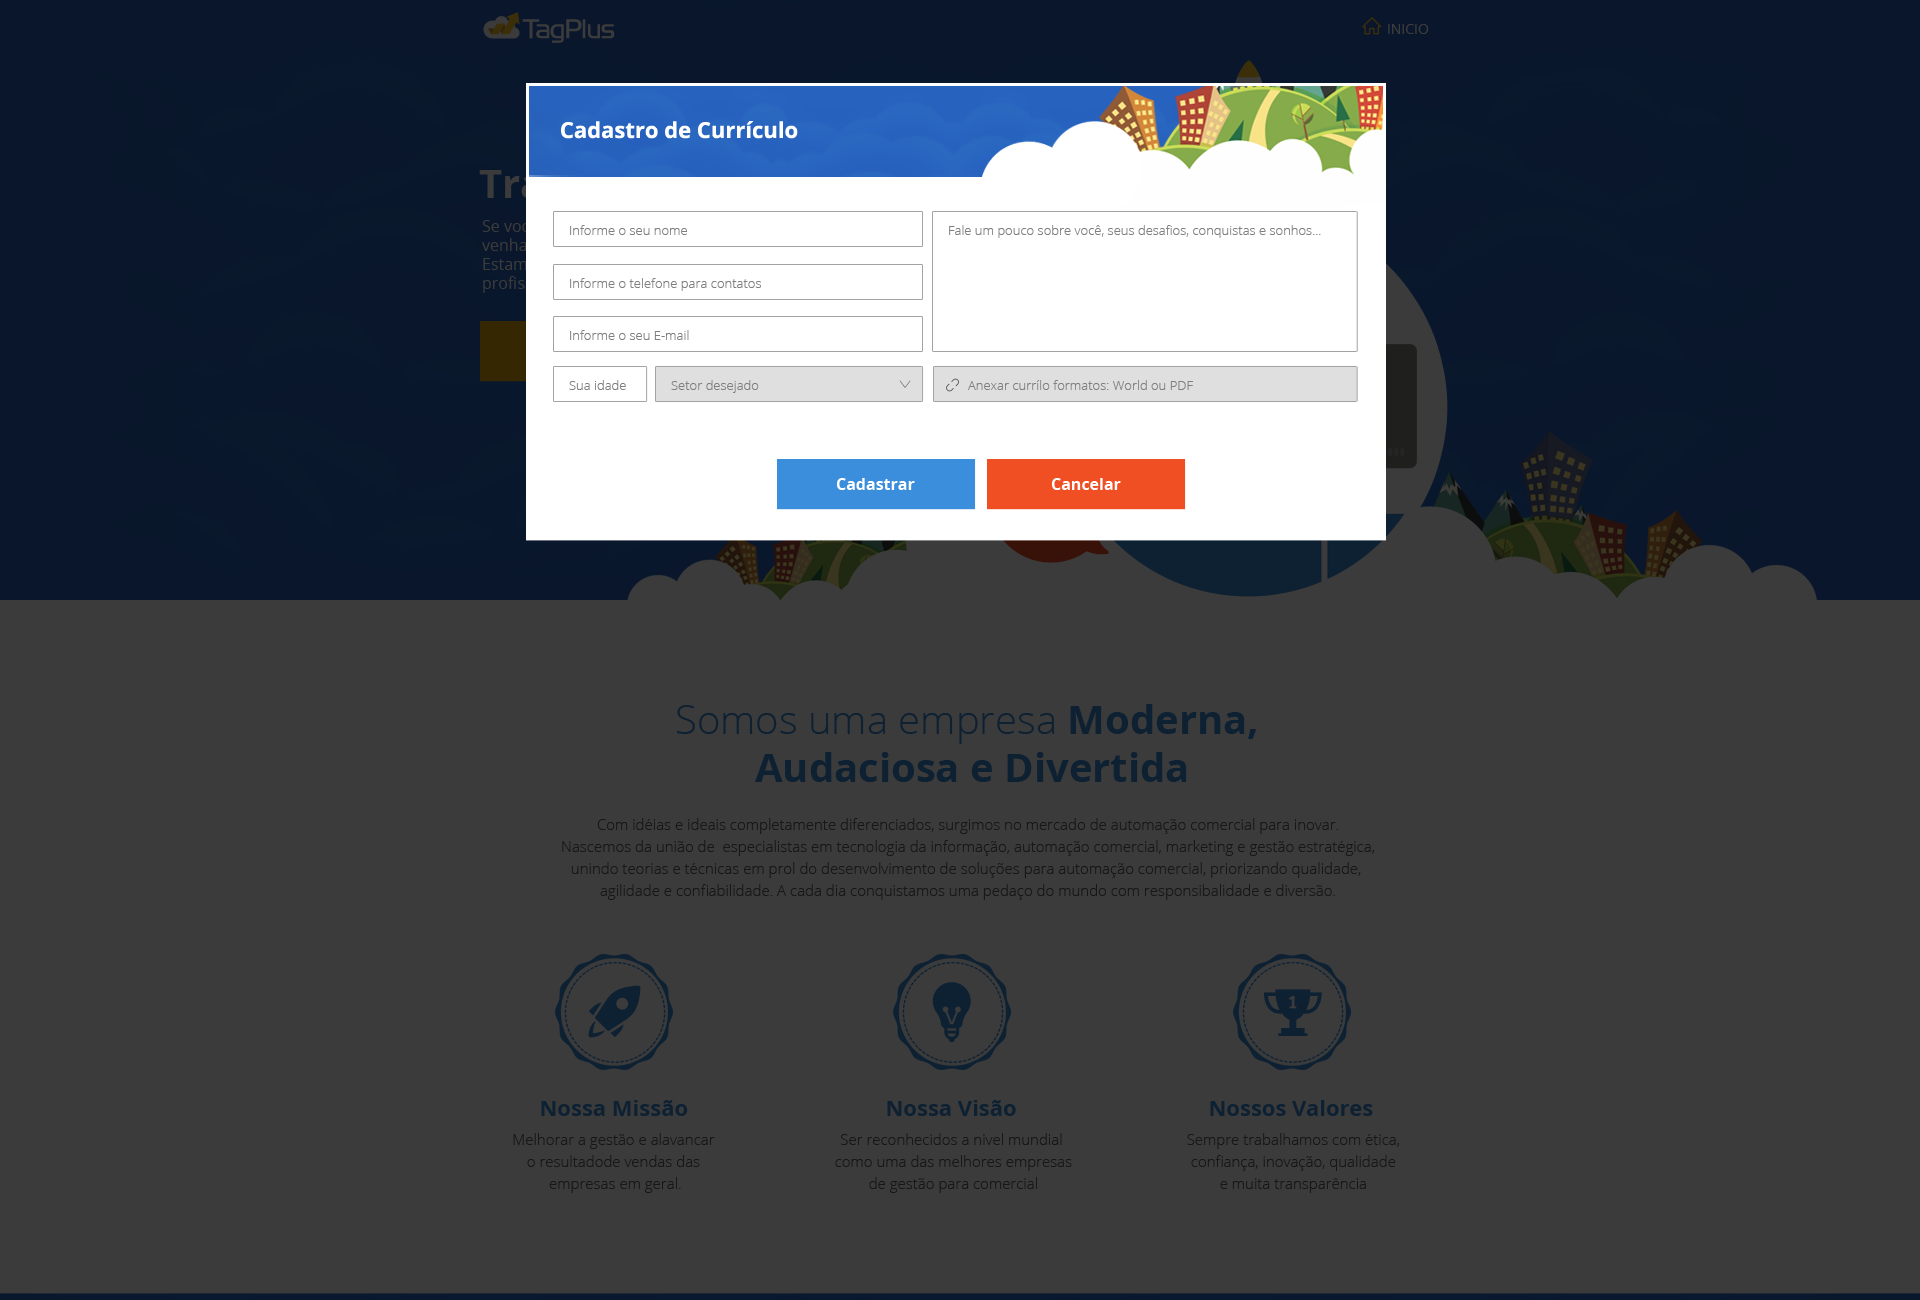 TagPlus
INICIO
Cadastro de Currículo
Se voc
venha
Estam
profis
Informe o seu nome
Fale um pouco sobre você, seus desafios, conquistas e sonhos...
Informe o telefone para contatos
Informe o seu E-mail
Sua idade
Setor desejado
Anexar currílo formatos: World ou PDF
Cadastrar
Cancelar
Somos uma empresa Moderna,
Audaciosa e Divertida
Com idéias e ideais completamente diferenciados, surgimos no mercado de automação comercial para inovar.
Nascemos da união de  especialistas em tecnologia da informação, automação comercial, marketing e gestão estratégica,
unindo teorias e técnicas em prol do desenvolvimento de soluções para automação comercial, priorizando qualidade,
agilidade e confiabilidade. A cada dia conquistamos uma pedaço do mundo com responsibalidade e diversão.
1
Nossa Missão
Nossa Visão
Nossos Valores
Melhorar a gestão e alavancar
o resultadode vendas das
empresas em geral.
Ser reconhecidos a nivel mundial
como uma das melhores empresas
de gestão para comercial
Sempre trabalhamos com ética,
confiança, inovação, qualidade
e muita transparência